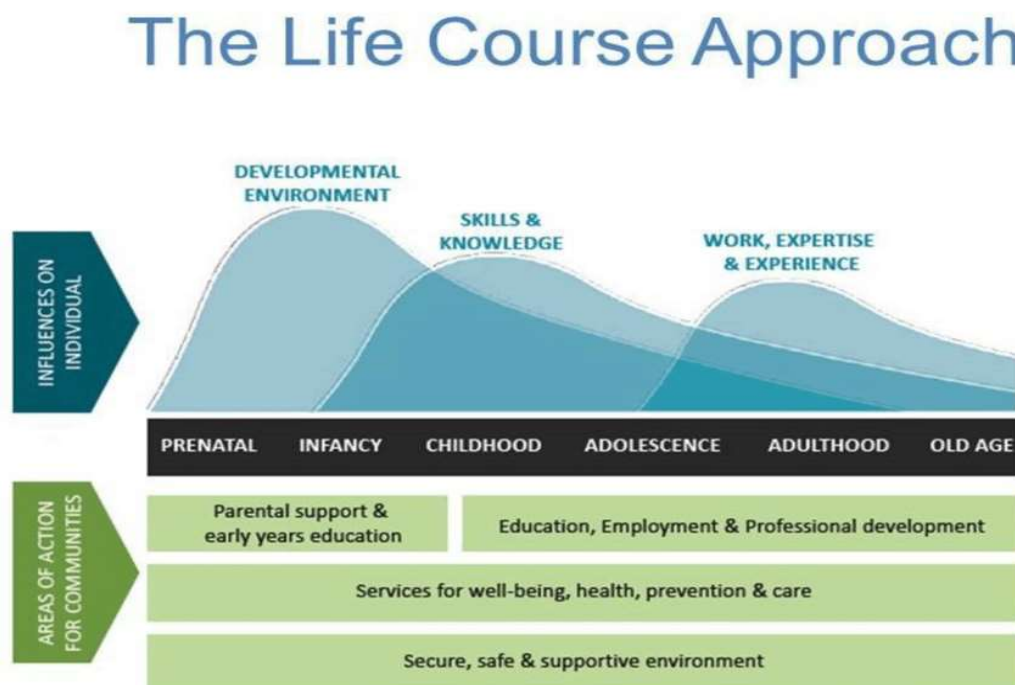 The Life Course Approach
DEVELOPMENTAL
ENVIRONMENT
SKILLS &
KNOWLEDGE
WORK, EXPERTISE
& EXPERIENCE
INFLUENCES ON
INDIVIDUAL
PRENATAL INFANCY CHILDHOOD ADOLESCENCE ADULTHOOD OLD AGE
AREAS OF ACTION
FOR COMMUNITIES
Parental support &
early years education
Education, Employment & Professional development
Services for well-being, health, prevention & care
Secure, safe & supportive environment